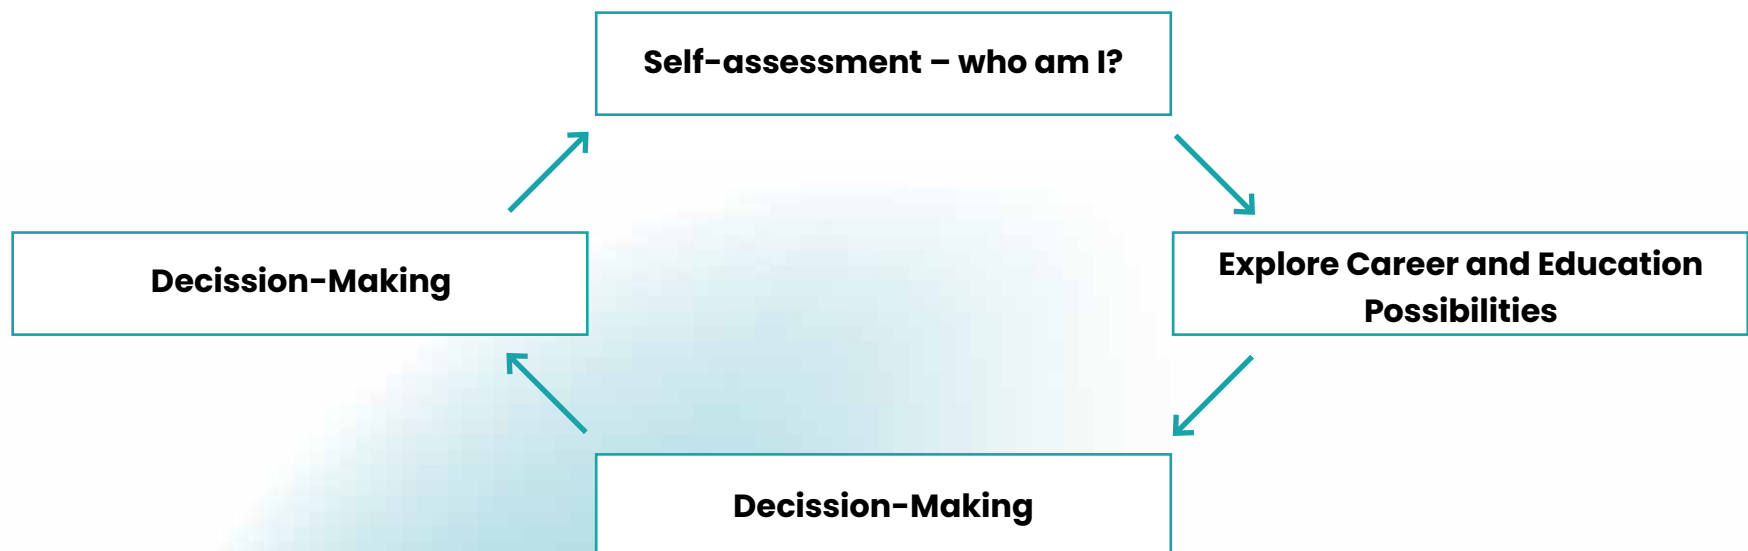 Self-assessment – who am I?
Decission-Making
Explore Career and Education
Possibilities
Decission-Making